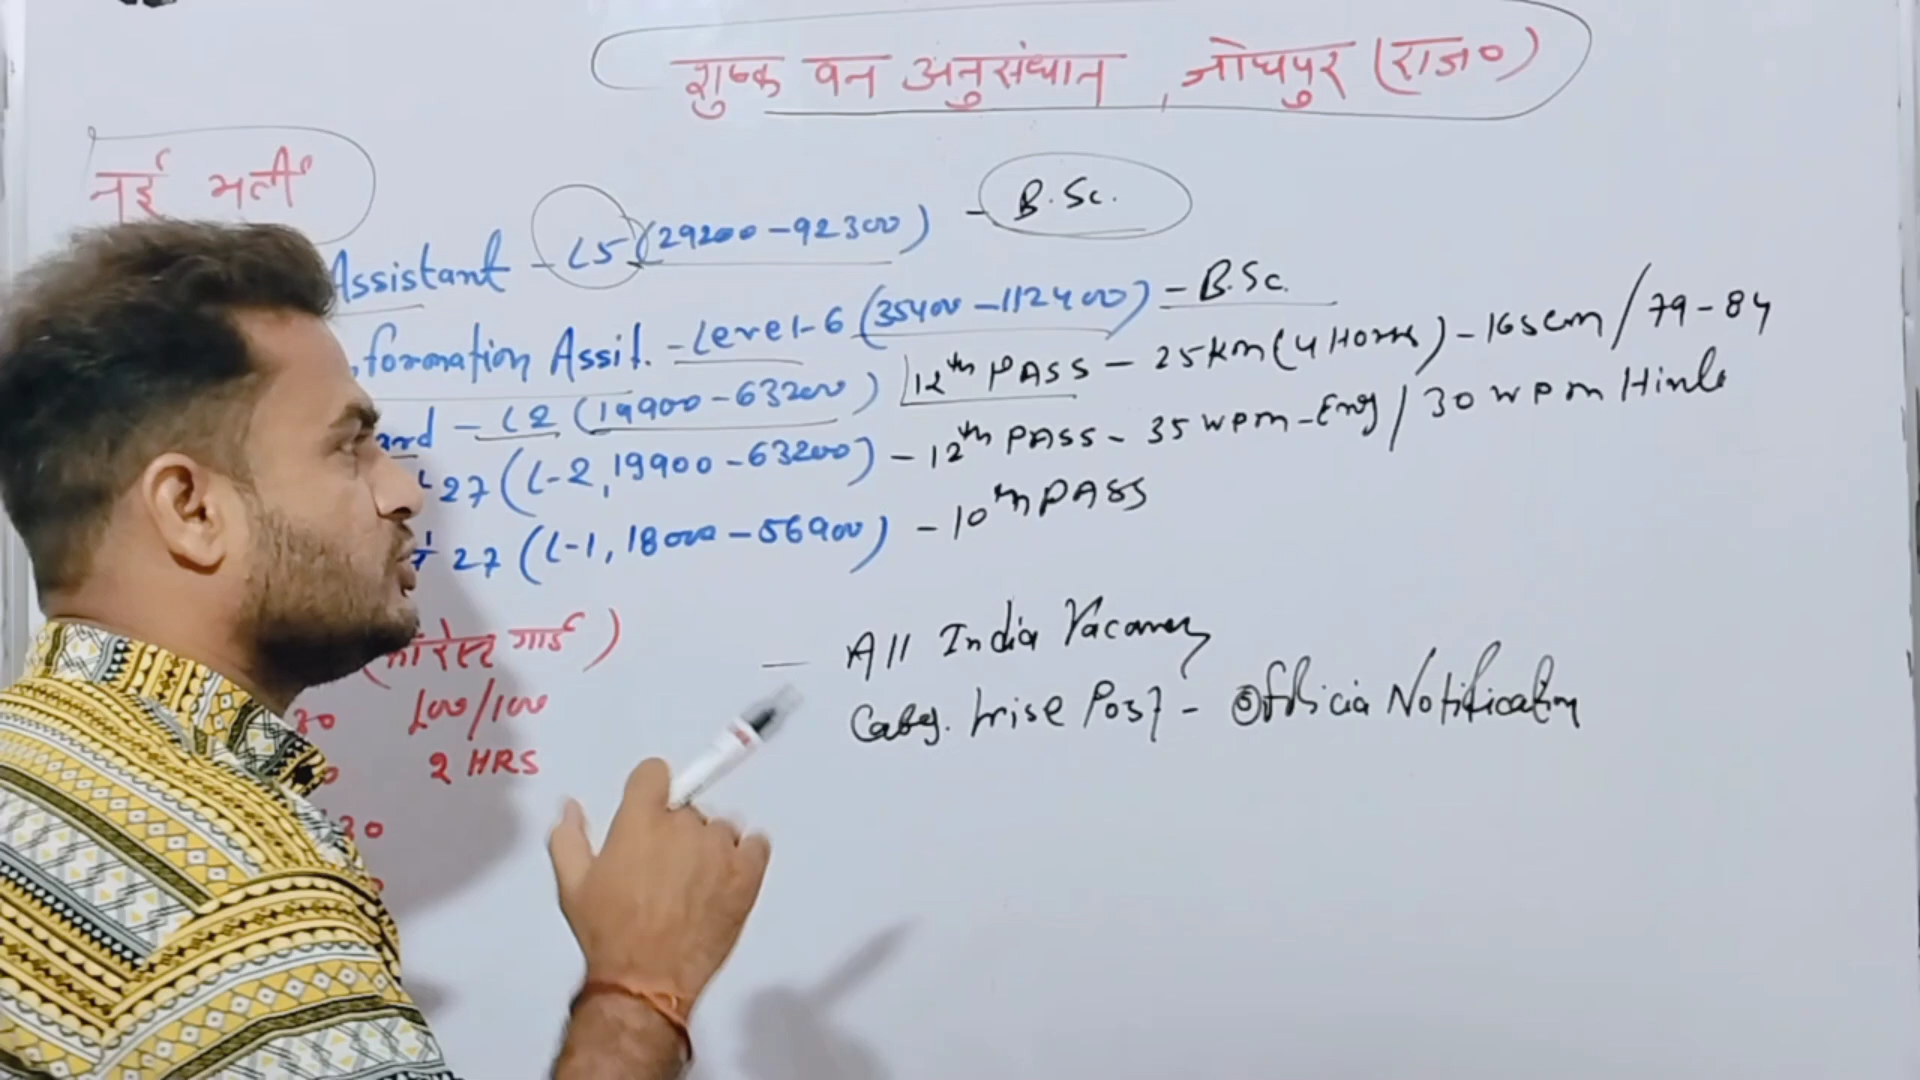 शुष्क वन अनुसंधान, जोधपुर (राज०)
नई भर्ती
Assistant - L5 (29200-92300) - B.Sc.
formation Assit. - Level-6 (35400-112400) - B.Sc.
ard - L2 (19900-63200) 12th PASS - 25km (4 Hours) - 165cm / 79-84
27 (L-2, 19900-63200) - 12th PASS - 35 wpm - Eng / 30 wpm Hindi
27 (L-1, 18000-56900) - 10th PASS
(फॉरेस्ट गार्ड)
30 100/100
2 HRS
30
- All India Vacancy
Categ. wise Post - Official Notification